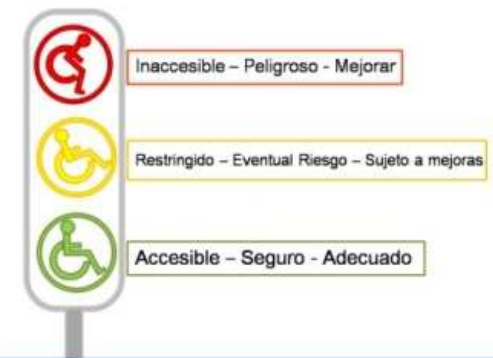 Inaccesible – Peligroso - Mejorar
Restringido – Eventual Riesgo – Sujeto a mejoras
Accesible – Seguro - Adecuado